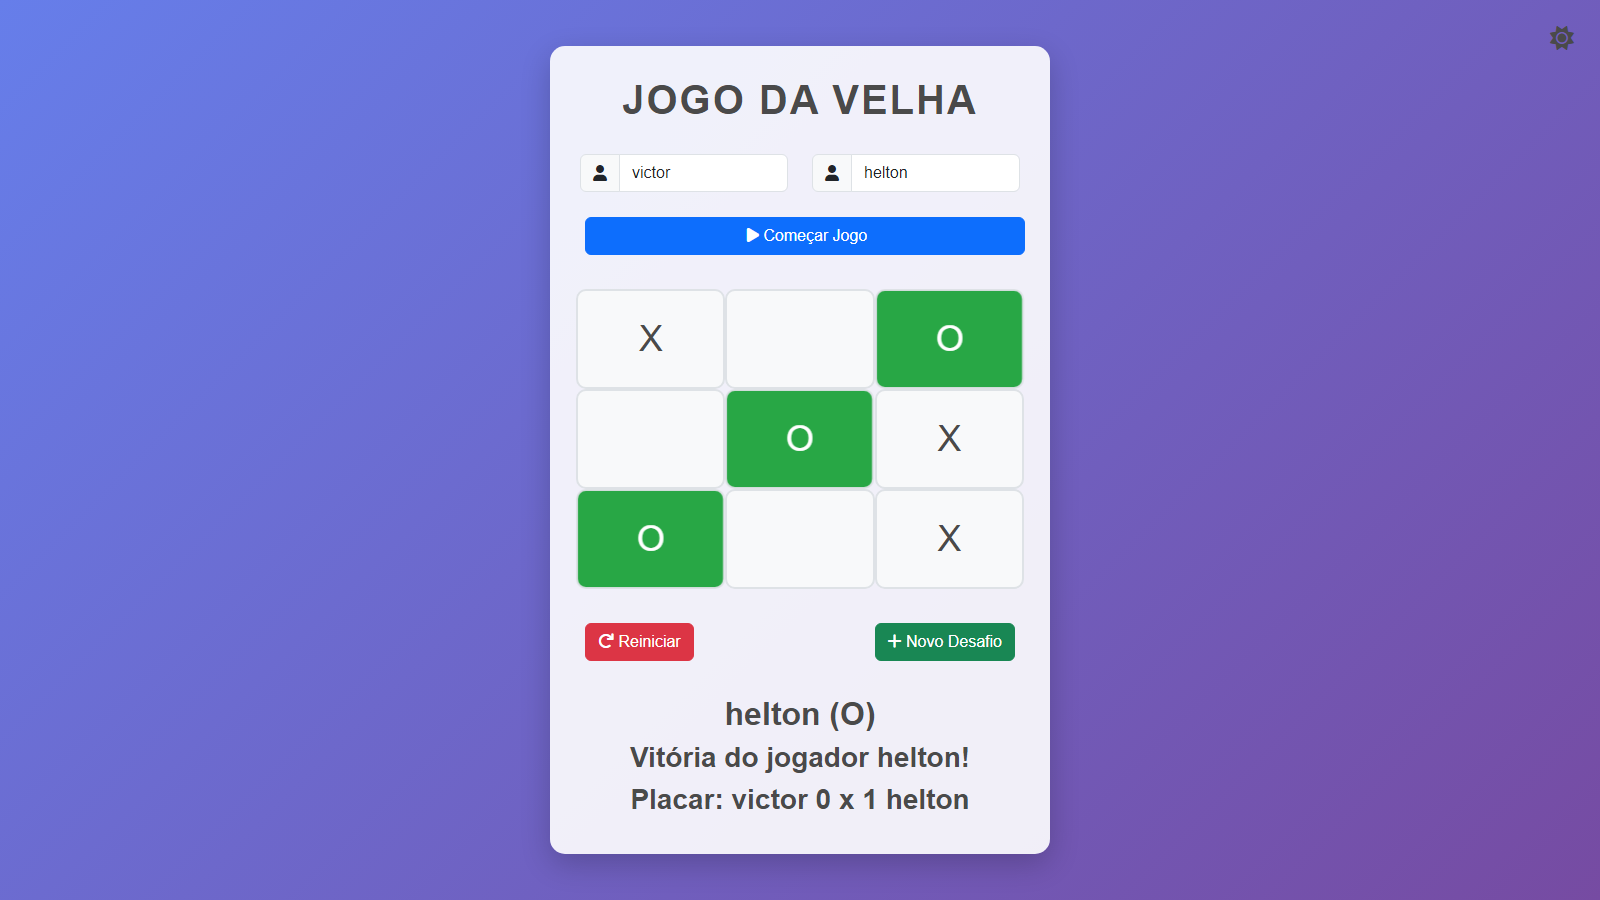 JOGO DA VELHA
victor helton
Começar Jogo
X O
O X
O X
Reiniciar Novo Desafio
helton (O)
Vitória do jogador helton!
Placar: victor 0 x 1 helton